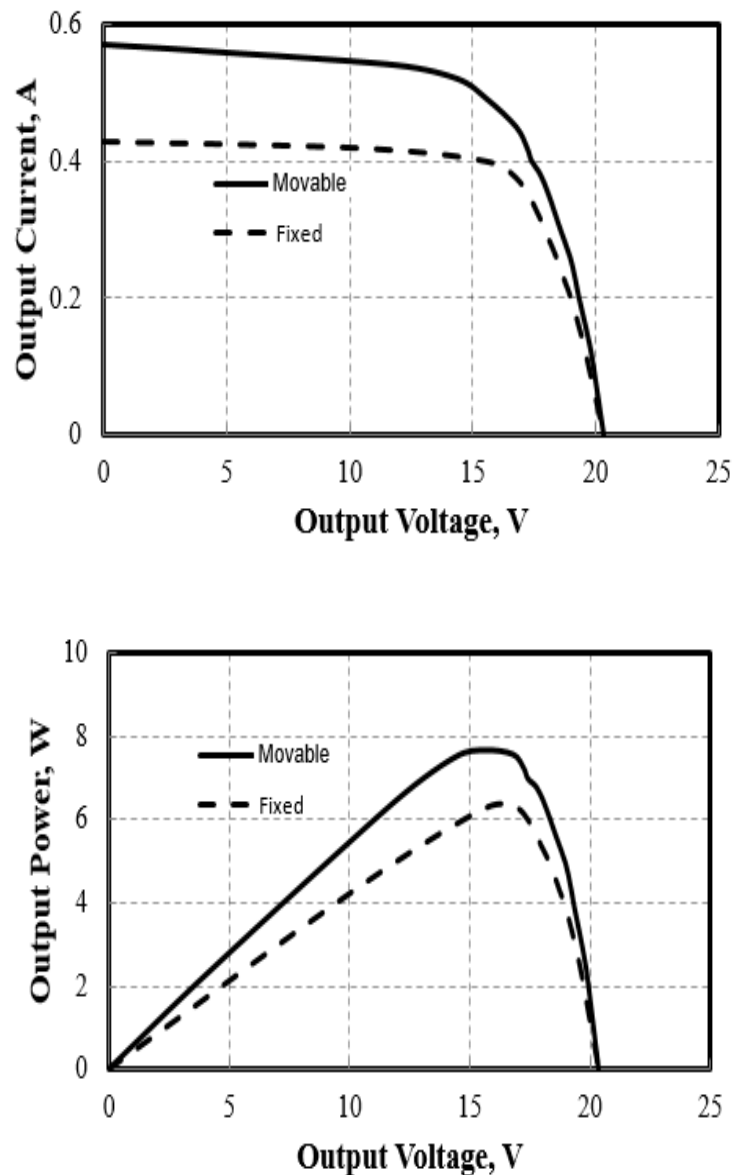 0.6
0.4
0.2
0
Output Current, A
Movable
Fixed
0 5 10 15 20 25
Output Voltage, V
10
8
6
4
2
0
Output Power, W
Movable
Fixed
0 5 10 15 20 25
Output Voltage, V